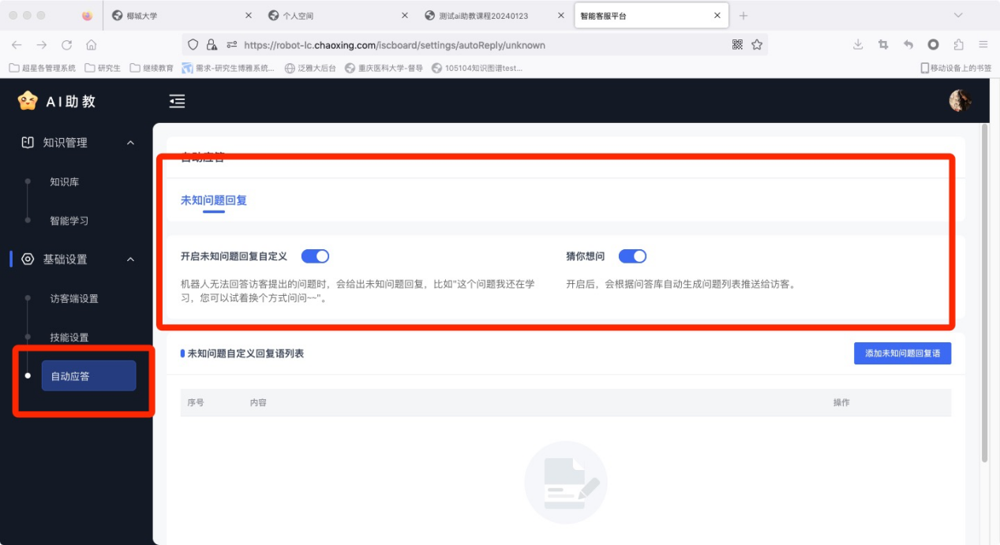 椰城大学
个人空间
测试ai助教课程20240123
智能客服平台
https://robot-lc.chaoxing.com/iscboard/settings/autoReply/unknown
超星各管理系统
研究生
继续教育
需求-研究生博雅系统...
泛雅大后台
重庆医科大学-督导
105104知识图谱test...
移动设备上的书签
AI助教
知识管理
知识库
智能学习
基础设置
访客端设置
技能设置
自动应答
自动应答
未知问题回复
开启未知问题回复自定义
机器人无法回答访客提出的问题时，会给出未知问题回复，比如"这个问题我还在学
习，您可以试着换个方式问问~~"。
猜你想问
开启后，会根据问答库自动生成问题列表推送给访客。
未知问题自定义回复语列表
添加未知问题回复语
序号
内容
操作